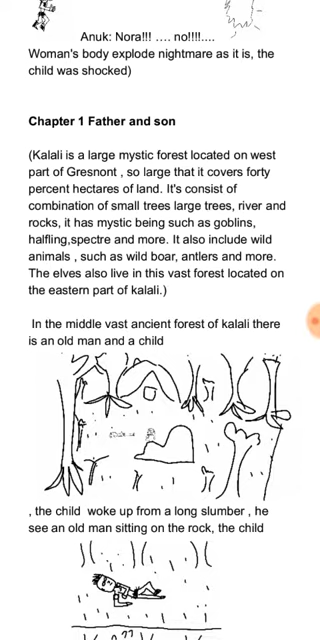 Anuk: Nora!!! .... no!!!!....
Woman's body explode nightmare as it is, the
child was shocked)
Chapter 1 Father and son
(Kalali is a large mystic forest located on west
part of Gresnont , so large that it covers forty
percent hectares of land. It's consist of
combination of small trees large trees, river and
rocks, it has mystic being such as goblins,
halfling,spectre and more. It also include wild
animals , such as wild boar, antlers and more.
The elves also live in this vast forest located on
the eastern part of kalali.)
In the middle vast ancient forest of kalali there
is an old man and a child
, the child  woke up from a long slumber , he
see an old man sitting on the rock, the child
??